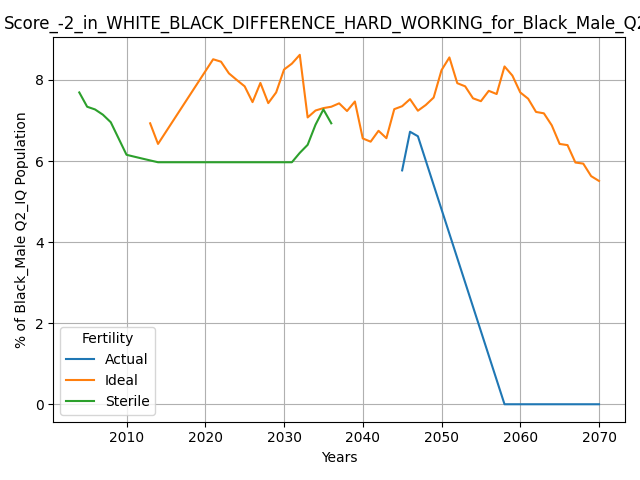 Score_-2_in_WHITE_BLACK_DIFFERENCE_HARD_WORKING_for_Black_Male_Q2
% of Black_Male Q2_IQ Population
8
6
4
2
0
Fertility
Actual
Ideal
Sterile
2010 2020 2030 2040 2050 2060 2070
Years